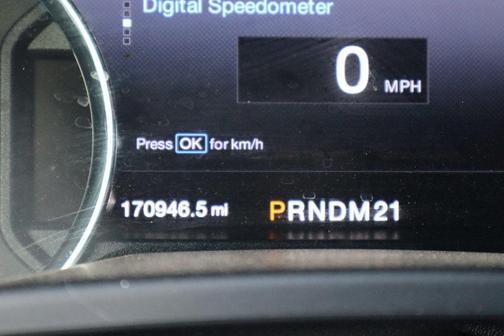 Digital Speedometer
0 MPH
Press OK for km/h
170946.5 mi PRNDM21